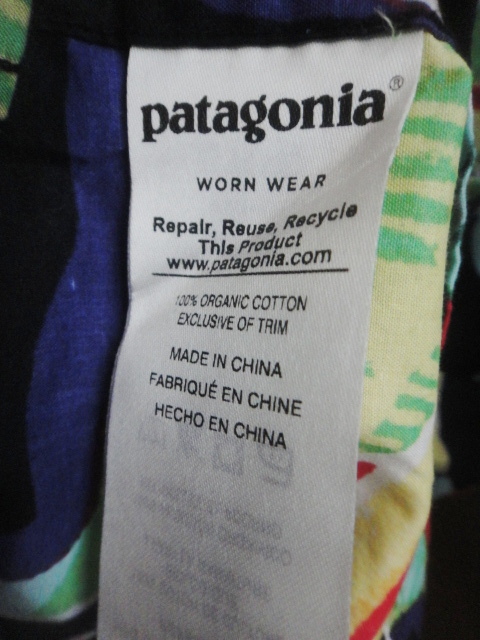 patagonia®
WORN WEAR
Repair, Reuse, Recycle
This Product
www.patagonia.com
100% ORGANIC COTTON
EXCLUSIVE OF TRIM
MADE IN CHINA
FABRIQUÉ EN CHINE
HECHO EN CHINA